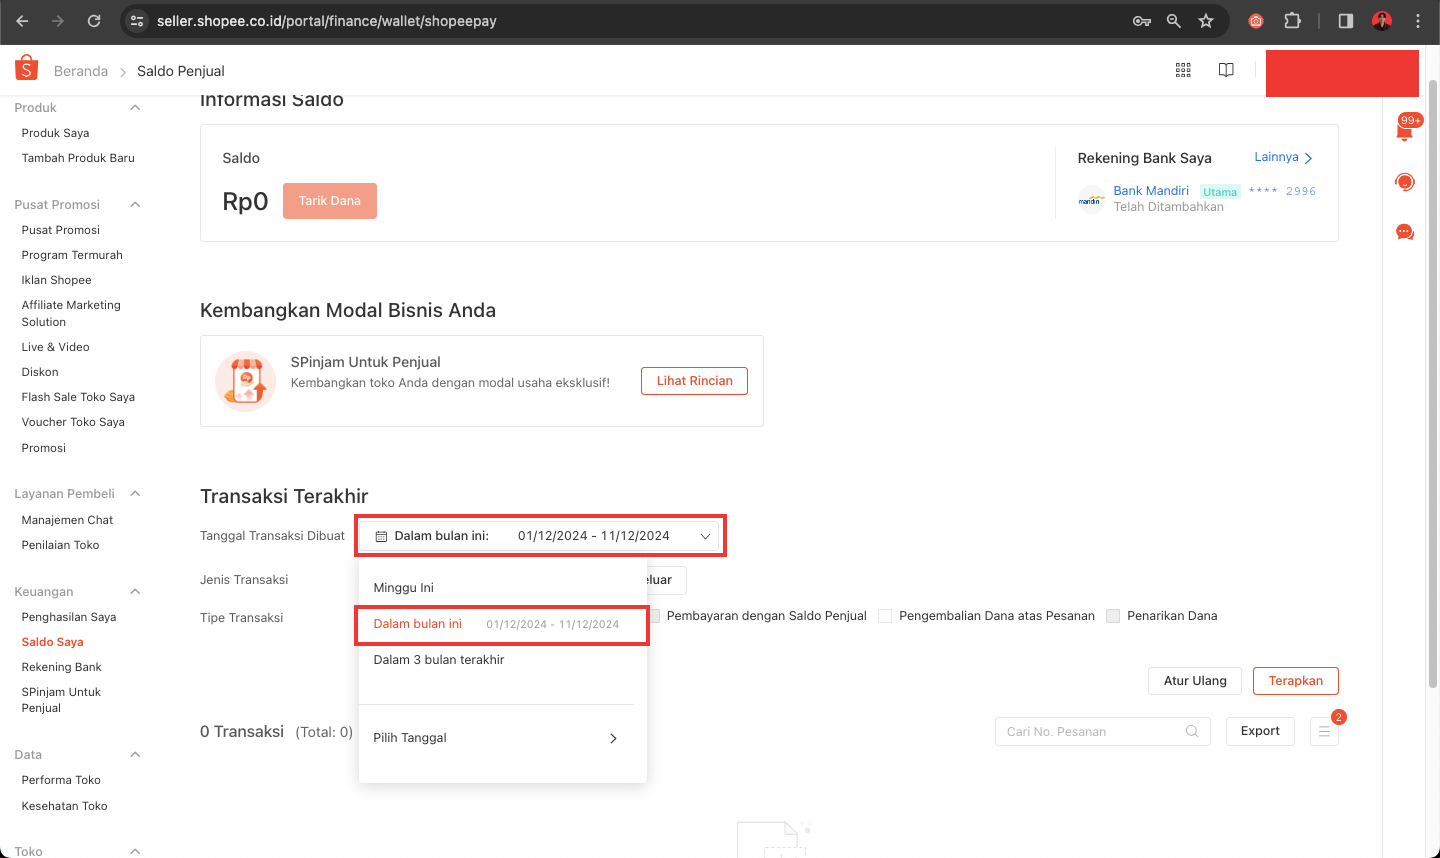 seller.shopee.co.id/portal/finance/wallet/shopeepay
Beranda > Saldo Penjual
Produk
Produk Saya
Tambah Produk Baru
Pusat Promosi
Pusat Promosi
Program Termurah
Iklan Shopee
Affiliate Marketing
Solution
Live & Video
Diskon
Flash Sale Toko Saya
Voucher Toko Saya
Promosi
Layanan Pembeli
Manajemen Chat
Penilaian Toko
Keuangan
Penghasilan Saya
Saldo Saya
Rekening Bank
SPinjam Untuk
Penjual
Data
Performa Toko
Kesehatan Toko
Toko
Informasi Saldo
Saldo
Rp0
Tarik Dana
Rekening Bank Saya
Lainnya
mandiri
Bank Mandiri Utama **** 2996
Telah Ditambahkan
99+
Kembangkan Modal Bisnis Anda
SPinjam Untuk Penjual
Kembangkan toko Anda dengan modal usaha eksklusif!
Lihat Rincian
Transaksi Terakhir
Tanggal Transaksi Dibuat
Dalam bulan ini: 01/12/2024 - 11/12/2024
Minggu Ini
Dalam bulan ini 01/12/2024 - 11/12/2024
Dalam 3 bulan terakhir
Pilih Tanggal
Jenis Transaksi
eluar
Tipe Transaksi
Pembayaran dengan Saldo Penjual
Pengembalian Dana atas Pesanan
Penarikan Dana
Atur Ulang
Terapkan
0 Transaksi (Total: 0)
Cari No. Pesanan
Export
2